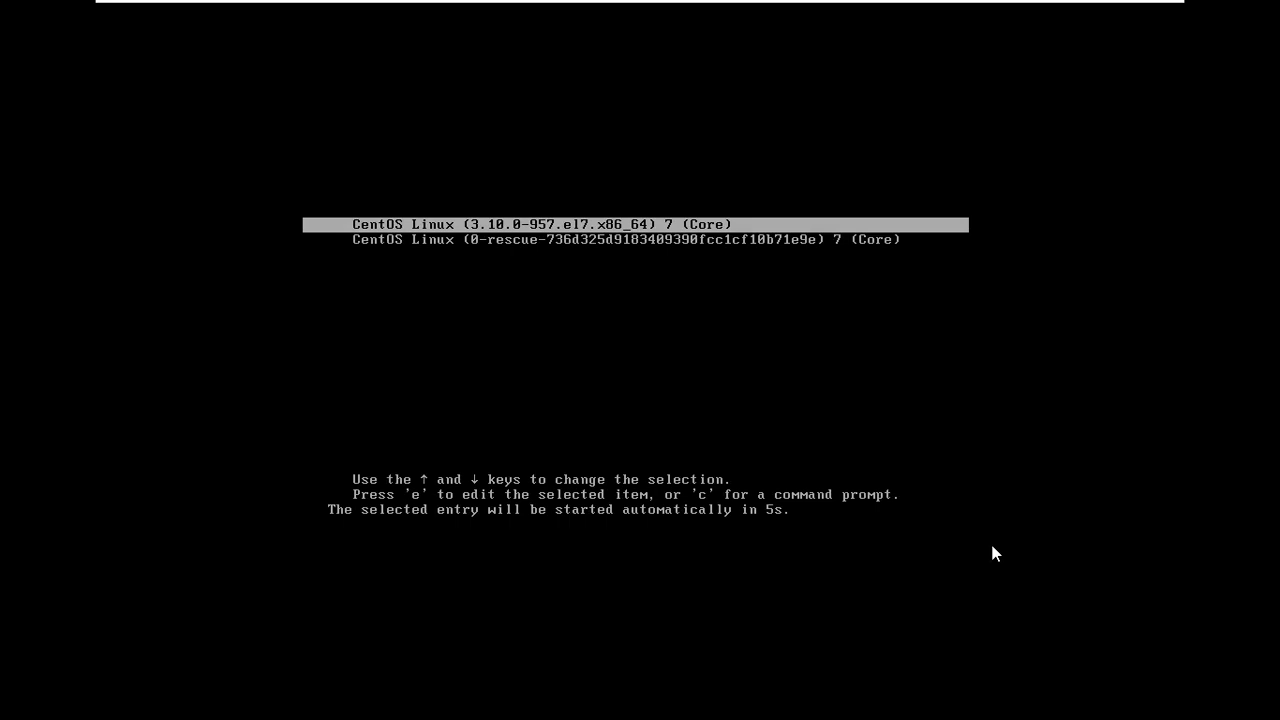 CentOS Linux (3.10.0-957.el7.x86_64) 7 (Core)
CentOS Linux (0-rescue-736d325d9183409390fcc1cf10b71e9e) 7 (Core)
Use the ↑ and ↓ keys to change the selection.
Press 'e' to edit the selected item, or 'c' for a command prompt.
The selected entry will be started automatically in 5s.